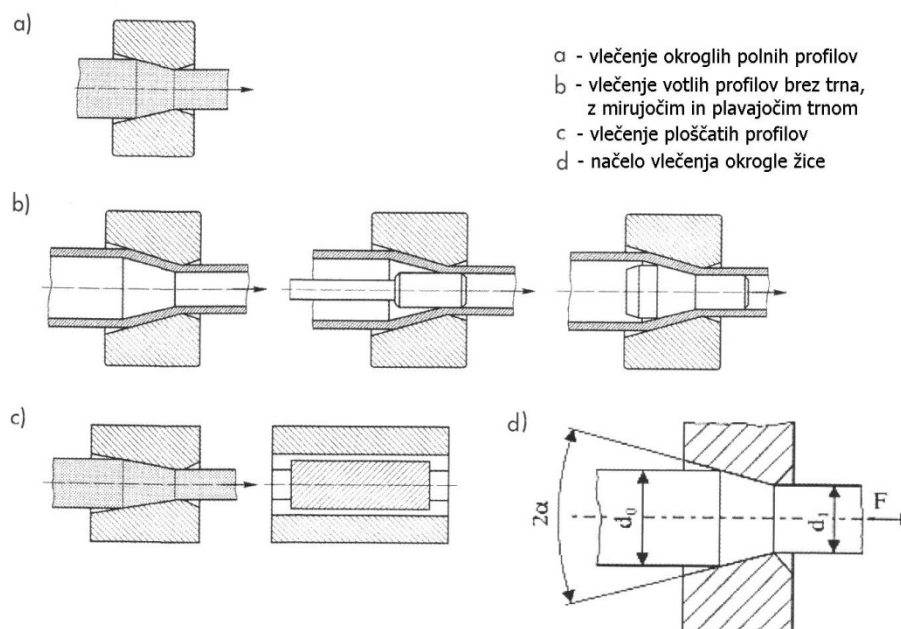 a)
a - vlečenje okroglih polnih profilov
b - vlečenje votlih profilov brez trna,
z mirujočim in plavajočim trnom
c - vlečenje ploščatih profilov
d - načelo vlečenja okrogle žice
b)
c)
d)
2α
d₀
d₁
F